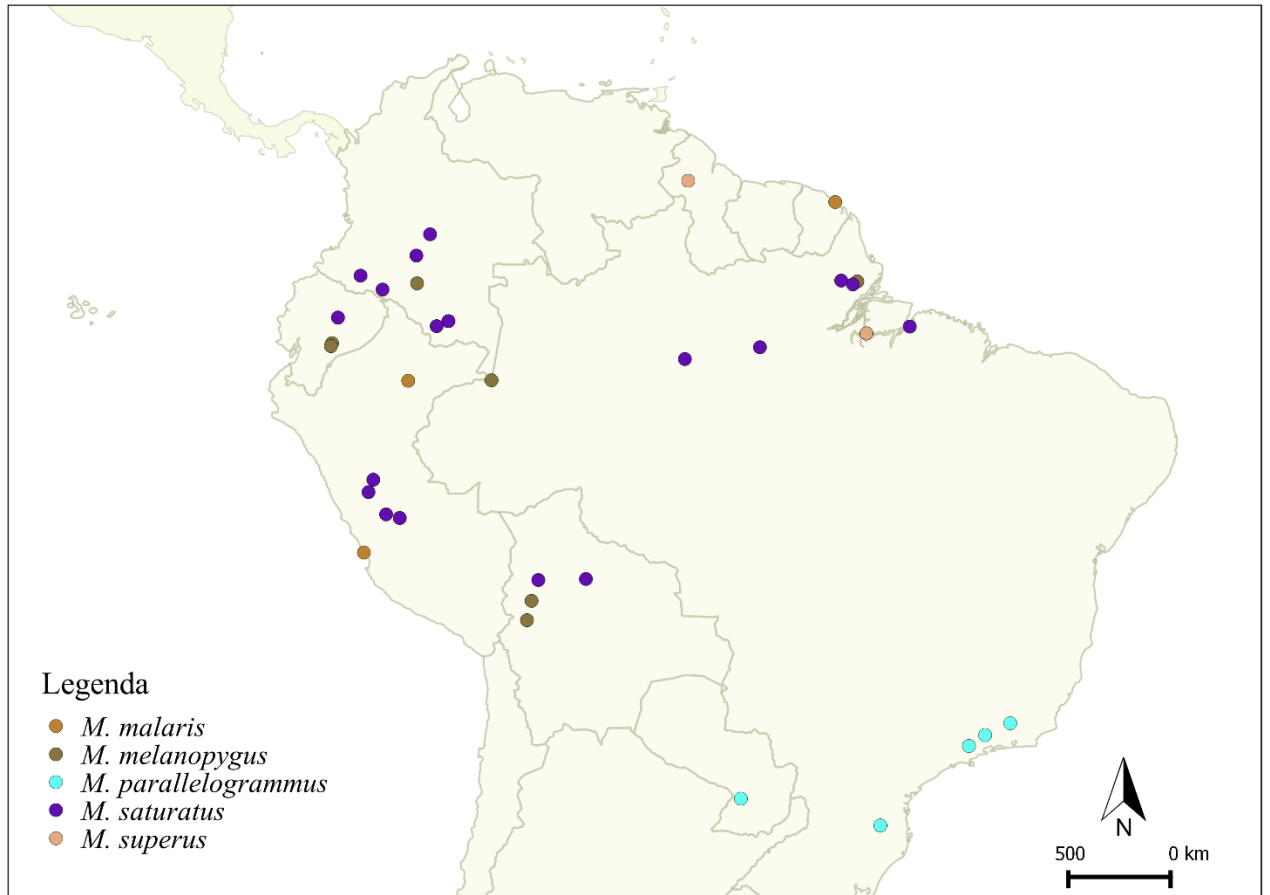 Legenda
M. malaris
M. melanopygus
M. parallelogrammus
M. saturatus
M. superus
N
500 0 km